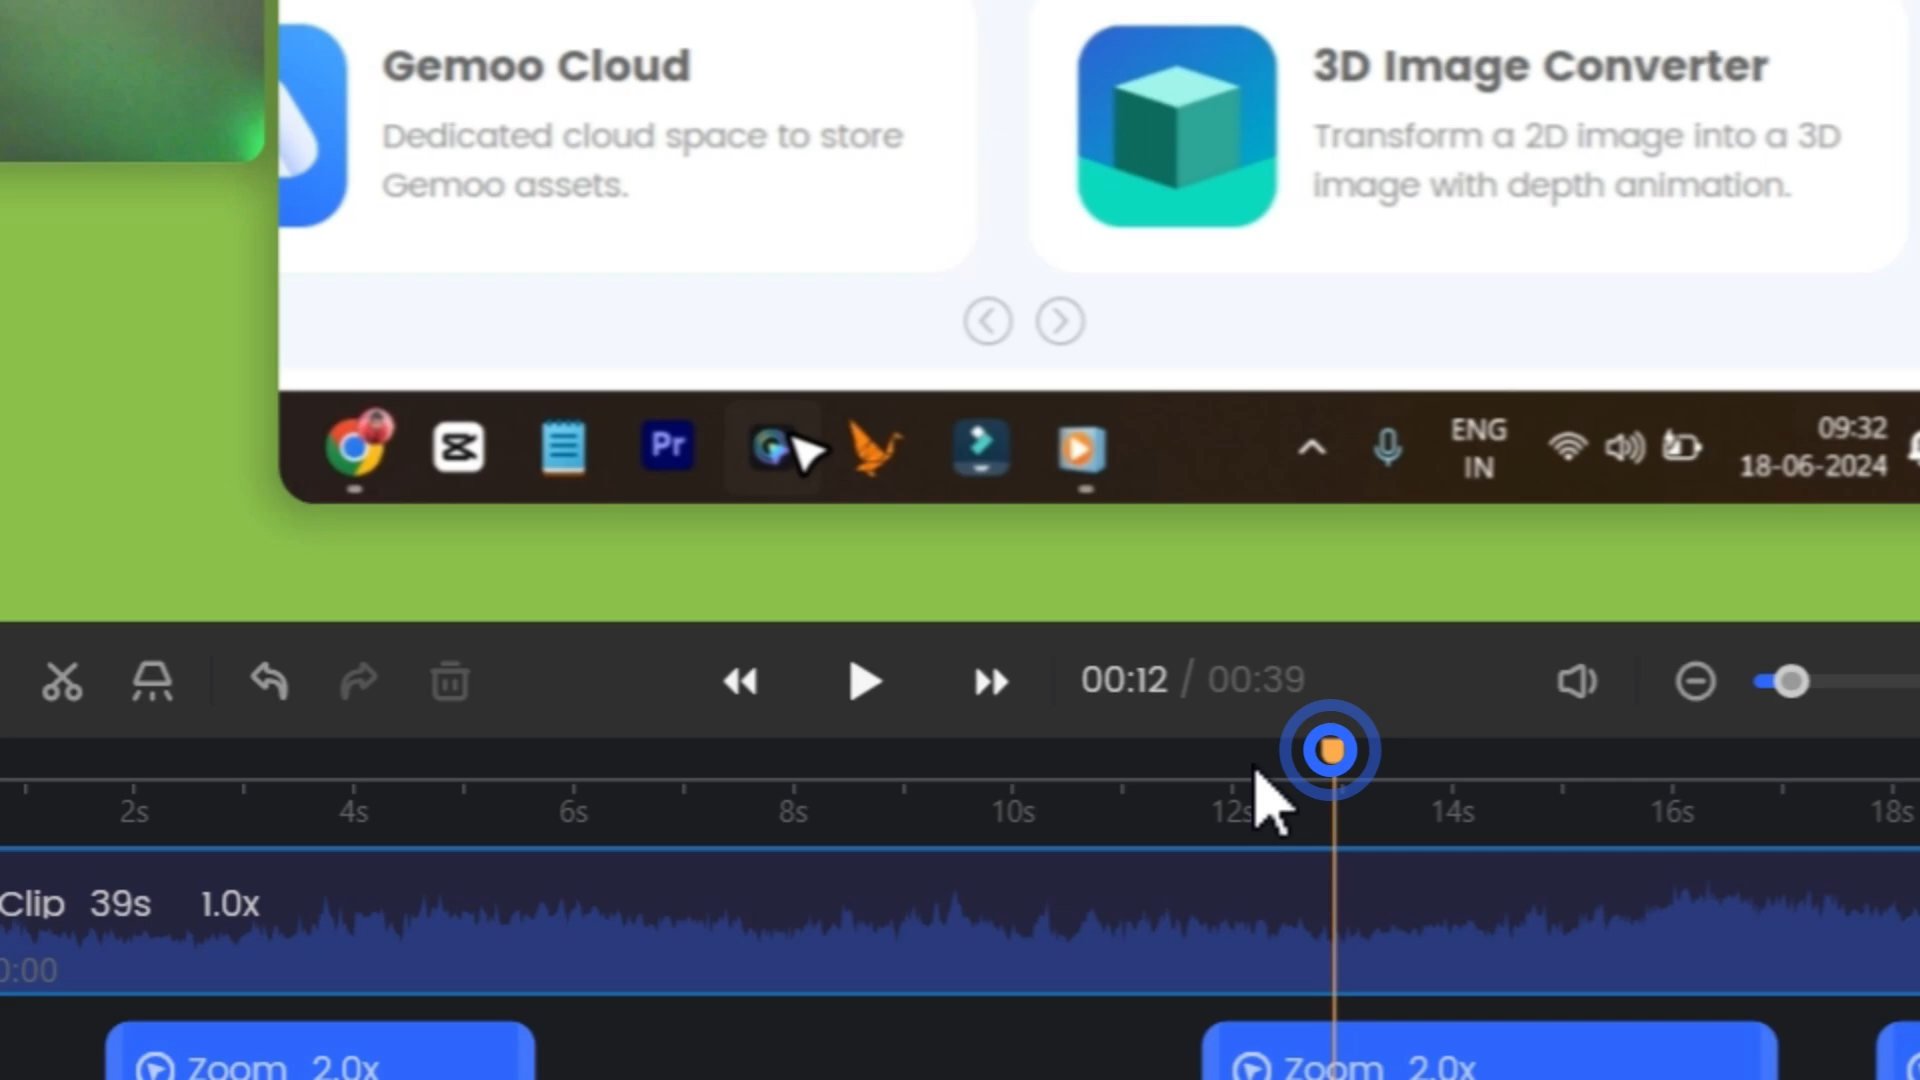 Gemoo Cloud
Dedicated cloud space to store
Gemoo assets.
3D Image Converter
Transform a 2D image into a 3D
image with depth animation.
Pr
ENG
IN
09:32
18-06-2024
00:12 / 00:39
2s 4s 6s 8s 10s 12s 14s 16s 18s
Clip 39s 1.0x
0:00
Zoom 2.0x
Zoom 2.0x